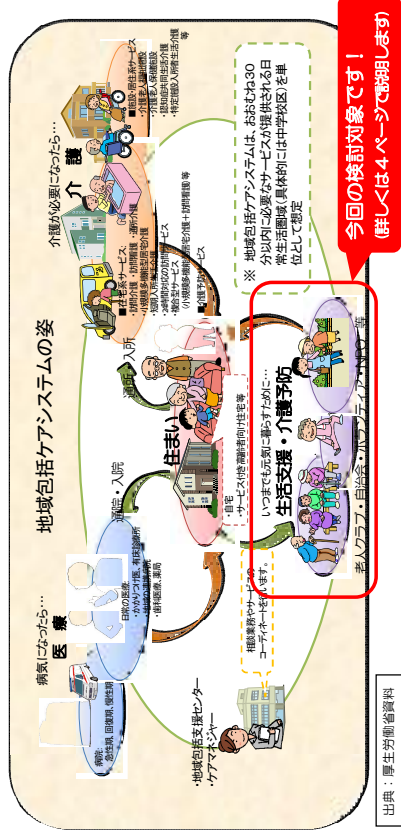 地域包括ケアシステムの姿
病気になったら…
医 療
病院:
急性期、回復期、慢性期
日常の医療:
・かかりつけ医、有床診療所
・地域の連携病院
・歯科医療、薬局
通院・入院
通所・入所
介護が必要になったら…
介 護
■在宅系サービス:
・訪問介護 ・訪問看護 ・通所介護
・小規模多機能型居宅介護
・短期入所生活介護
・24時間対応の訪問サービス
・複合型サービス
(小規模多機能型居宅介護+訪問看護)等
■介護予防サービス
■施設・居住系サービス
・介護老人福祉施設
・介護老人保健施設
・認知症共同生活介護
・特定施設入所者生活介護
等
住まい
・自宅
・サービス付き高齢者向け住宅等
・地域包括支援センター
・ケアマネジャー
相談業務やサービスの
コーディネートを行います。
いつまでも元気に暮らすために…
生活支援・介護予防
老人クラブ・自治会・ボランティア・NPO 等
※ 地域包括ケアシステムは、おおむね30
分以内に必要なサービスが提供される日
常生活圏域(具体的には中学校区)を単
位として想定
今回の検討対象です!
(詳しくは4ページで説明します)
出典:厚生労働省資料